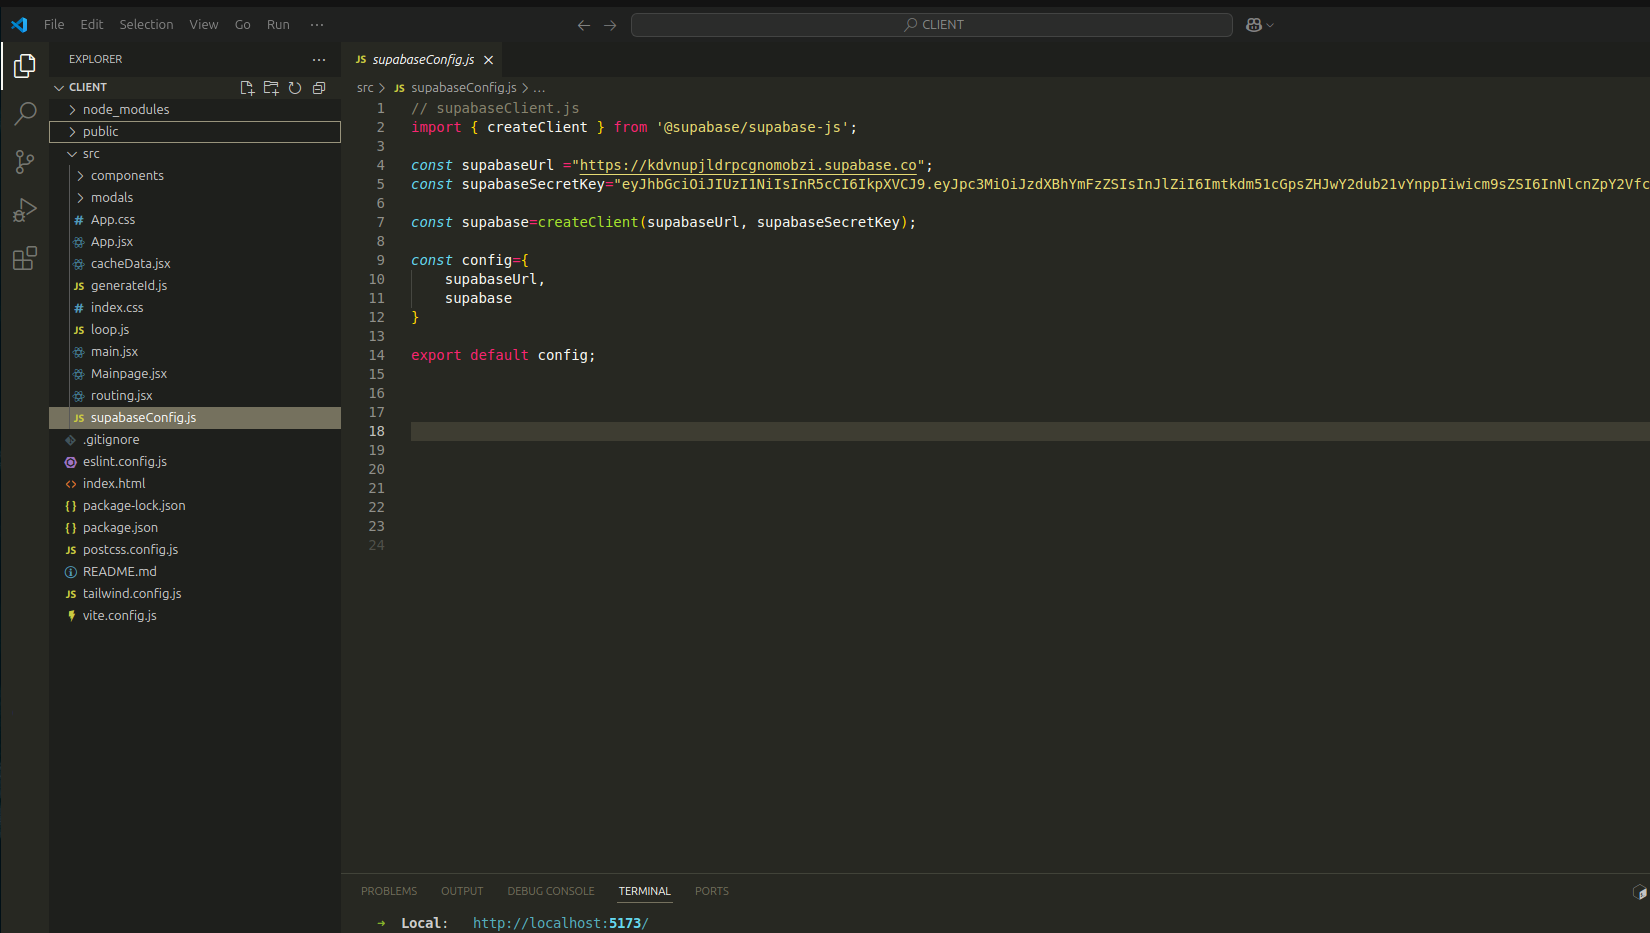 File Edit Selection View Go Run ...
CLIENT
EXPLORER ...
CLIENT
node_modules
public
src
components
modals
# App.css
App.jsx
cacheData.jsx
JS generateId.js
# index.css
JS loop.js
main.jsx
Mainpage.jsx
routing.jsx
JS supabaseConfig.js
.gitignore
eslint.config.js
<> index.html
{} package-lock.json
{} package.json
JS postcss.config.js
README.md
JS tailwind.config.js
vite.config.js
JS supabaseConfig.js
src > JS supabaseConfig.js > ...
1 // supabaseClient.js
2 import { createClient } from '@supabase/supabase-js';
3
4 const supabaseUrl ="https://kdvnupjldrpcgnomobzi.supabase.co";
5 const supabaseSecretKey="eyJhbGciOiJIUzI1NiIsInR5cCI6IkpXVCJ9.eyJpc3MiOiJzdXBhYmFzZSIsInJlZiI6Imtkdm51cGpsZHJwY2dub21vYnppIiwicm9sZSI6InNlcnZpY2Vfc
6
7 const supabase=createClient(supabaseUrl, supabaseSecretKey);
8
9 const config={
10 supabaseUrl,
11 supabase
12 }
13
14 export default config;
15
16
17
18
19
20
21
22
23
24
PROBLEMS OUTPUT DEBUG CONSOLE TERMINAL PORTS
➜ Local: http://localhost:5173/